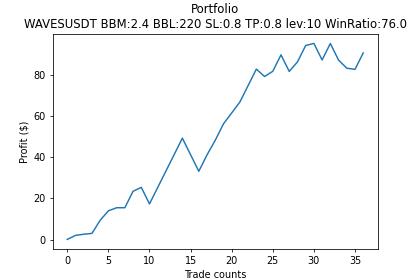 Portfolio
WAVESUSDT BBM:2.4 BBL:220 SL:0.8 TP:0.8 lev:10 WinRatio:76.0
80
60
40
20
0
Profit ($)
0 5 10 15 20 25 30 35
Trade counts